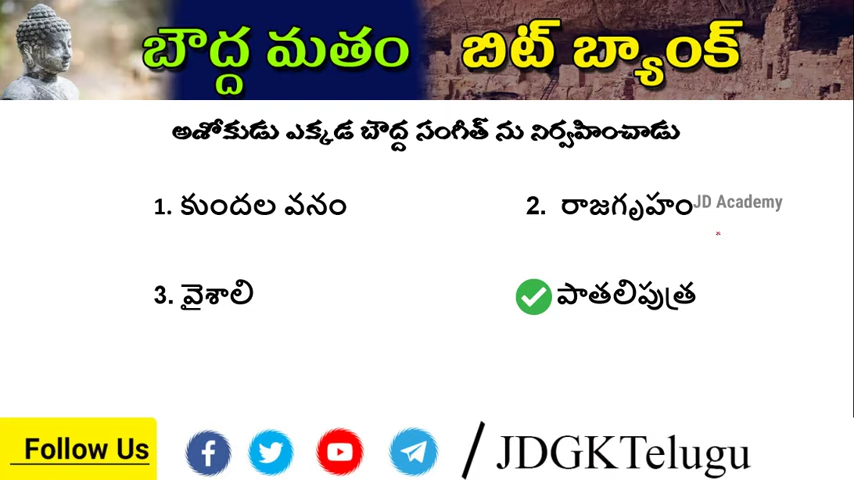 బౌద్ద మతం బిట్ బ్యాంక్
అశోకుడు ఎక్కడ బౌద్ద సంగీత్ ను నిర్వహించాడు
1. కుందల వనం
2. రాజగృహం
JD Academy
3. వైశాలి
పాతలిపుత్ర
Follow Us
/ JDGKTelugu